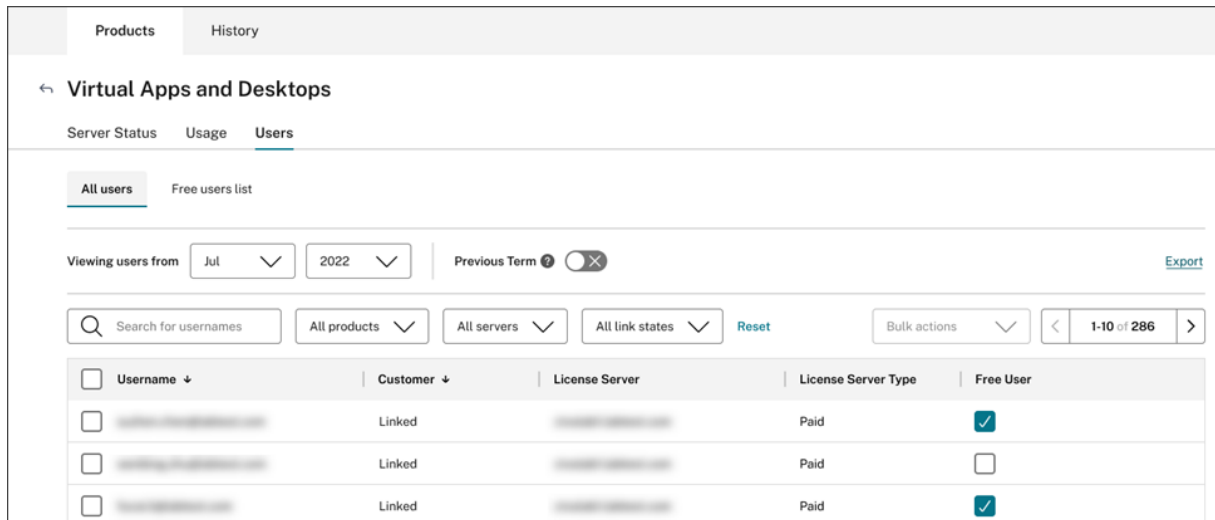 Products History
Virtual Apps and Desktops
Server Status Usage Users
All users Free users list
Viewing users from Jul 2022 Previous Term ? Export
Search for usernames All products All servers All link states Reset Bulk actions 1-10 of 286
Username Customer License Server License Server Type Free User
Linked Paid
Linked Paid
Linked Paid